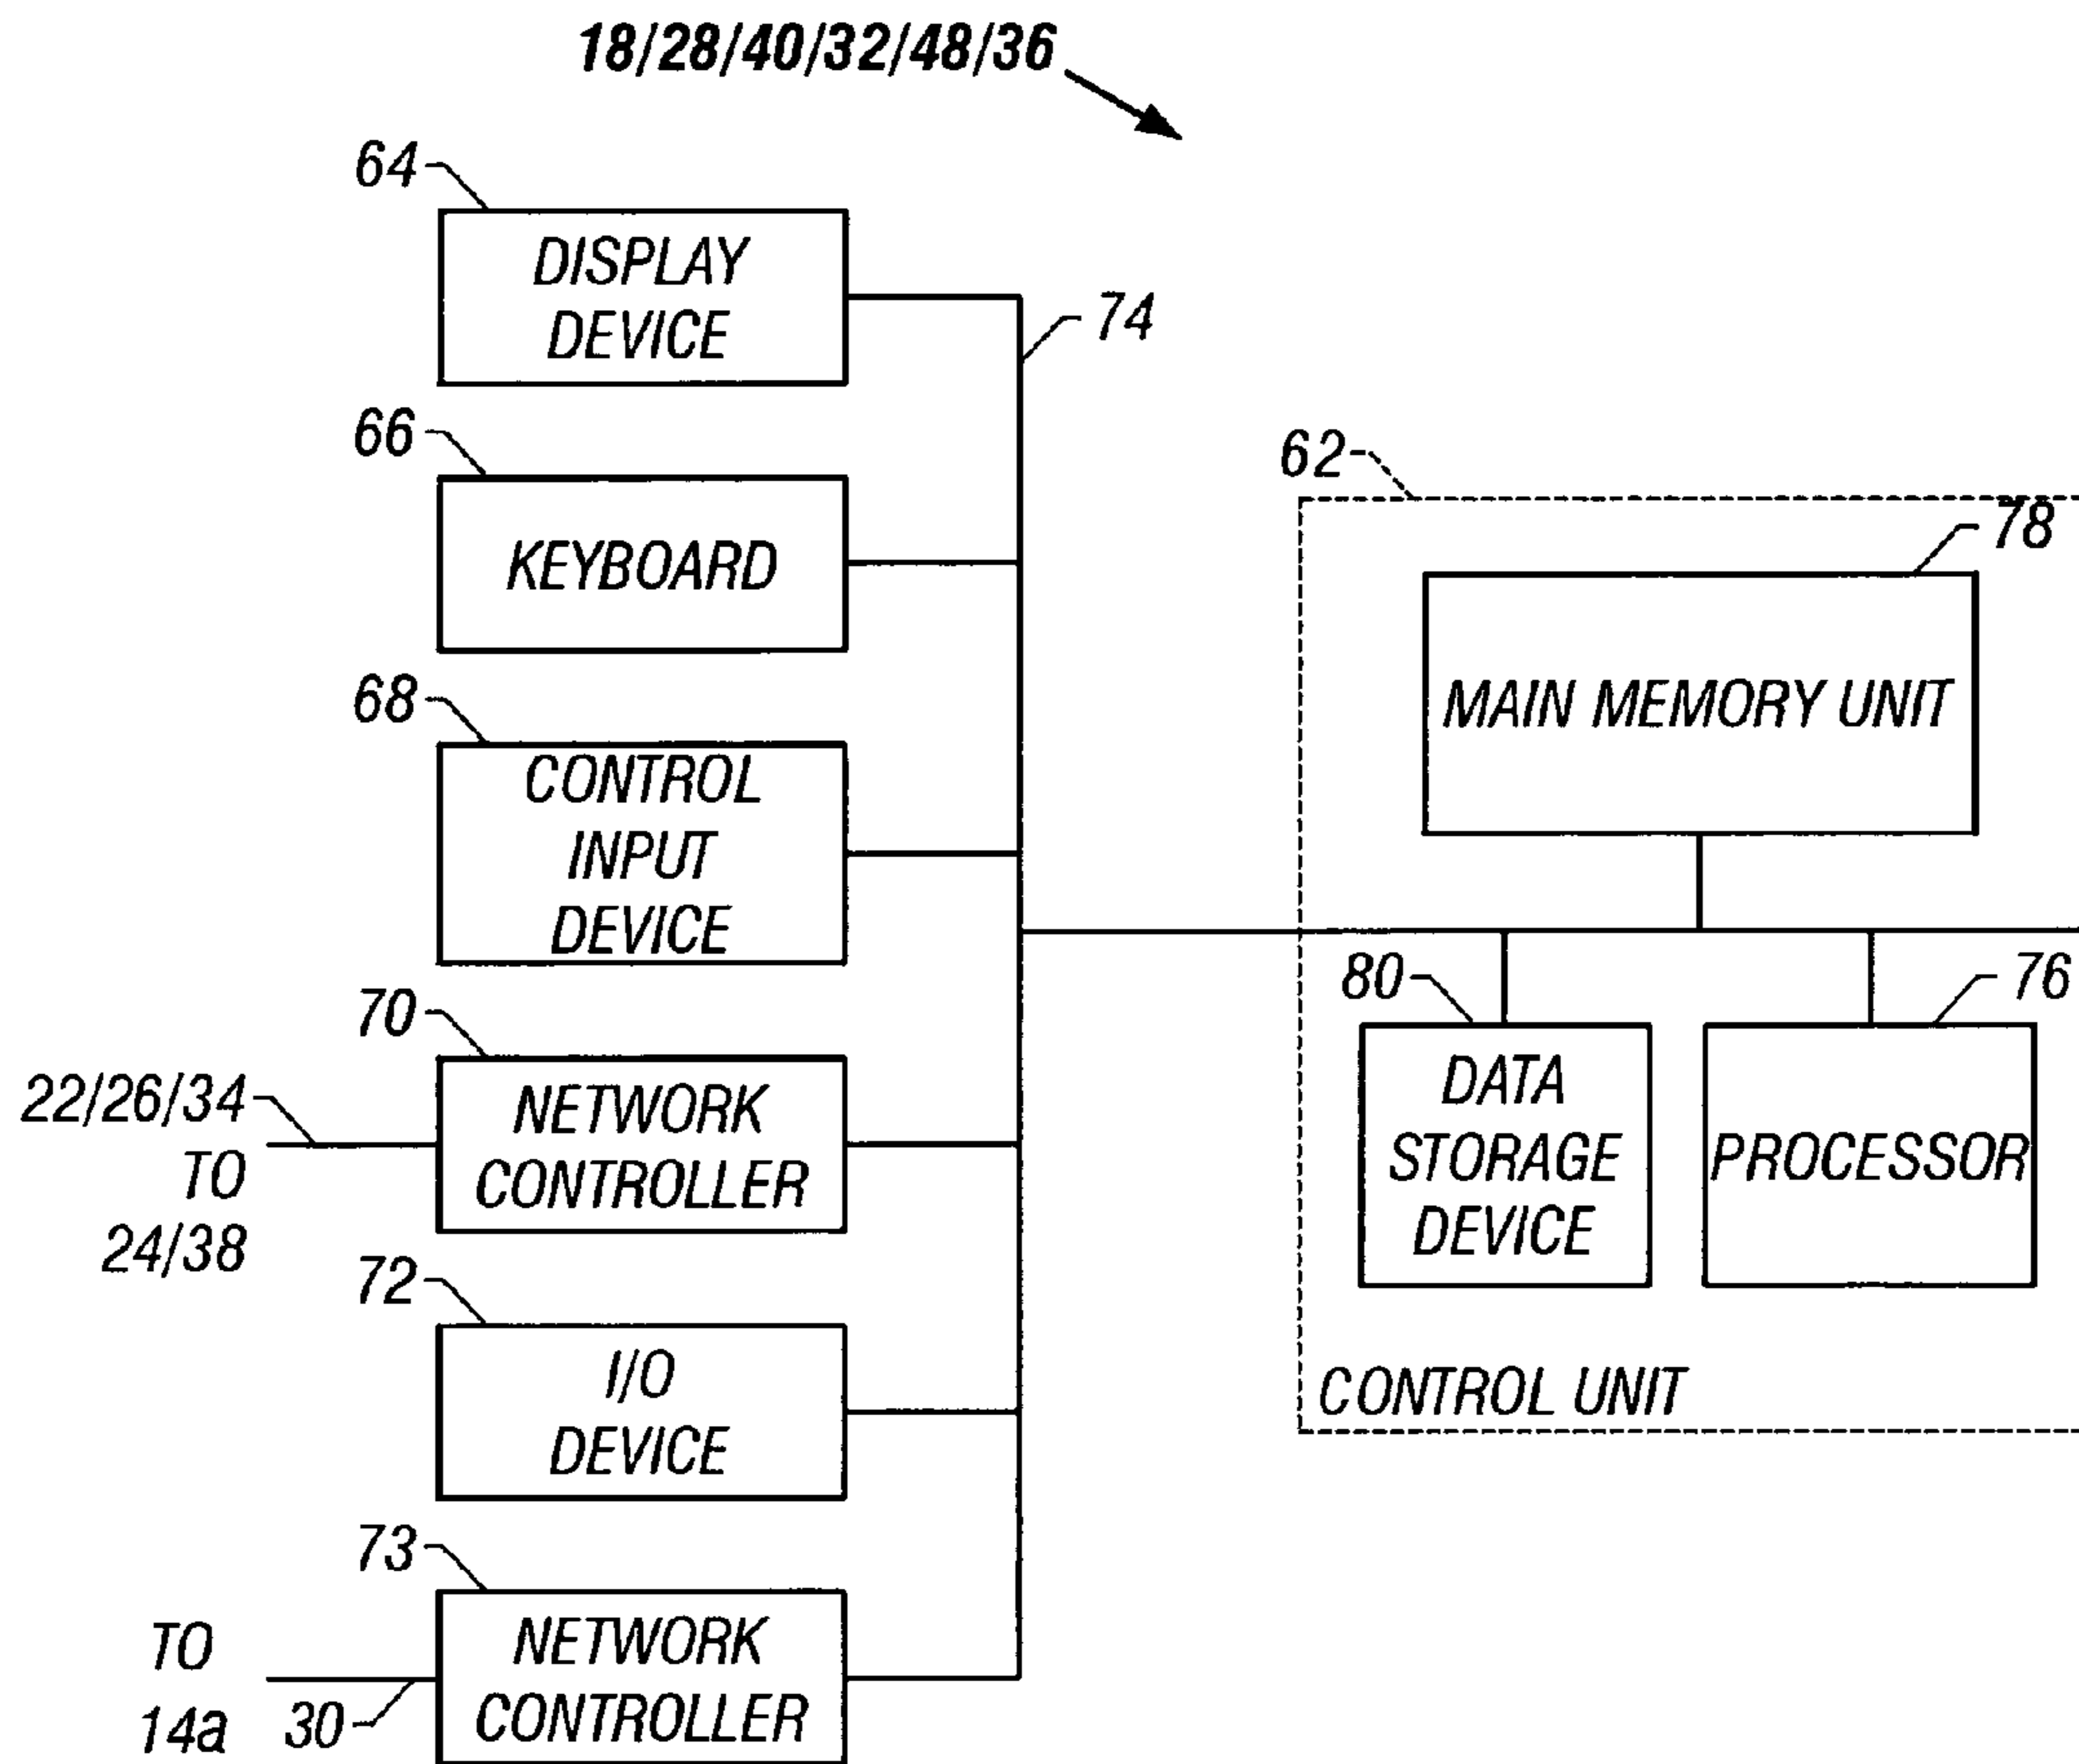 18/28/40/32/48/36
64
DISPLAY
DEVICE
74
66
KEYBOARD
62
78
MAIN MEMORY UNIT
68
CONTROL
INPUT
DEVICE
80
76
DATA
STORAGE
DEVICE
PROCESSOR
CONTROL UNIT
70
22/26/34
TO
24/38
NETWORK
CONTROLLER
72
I/O
DEVICE
73
TO
14a
30
NETWORK
CONTROLLER